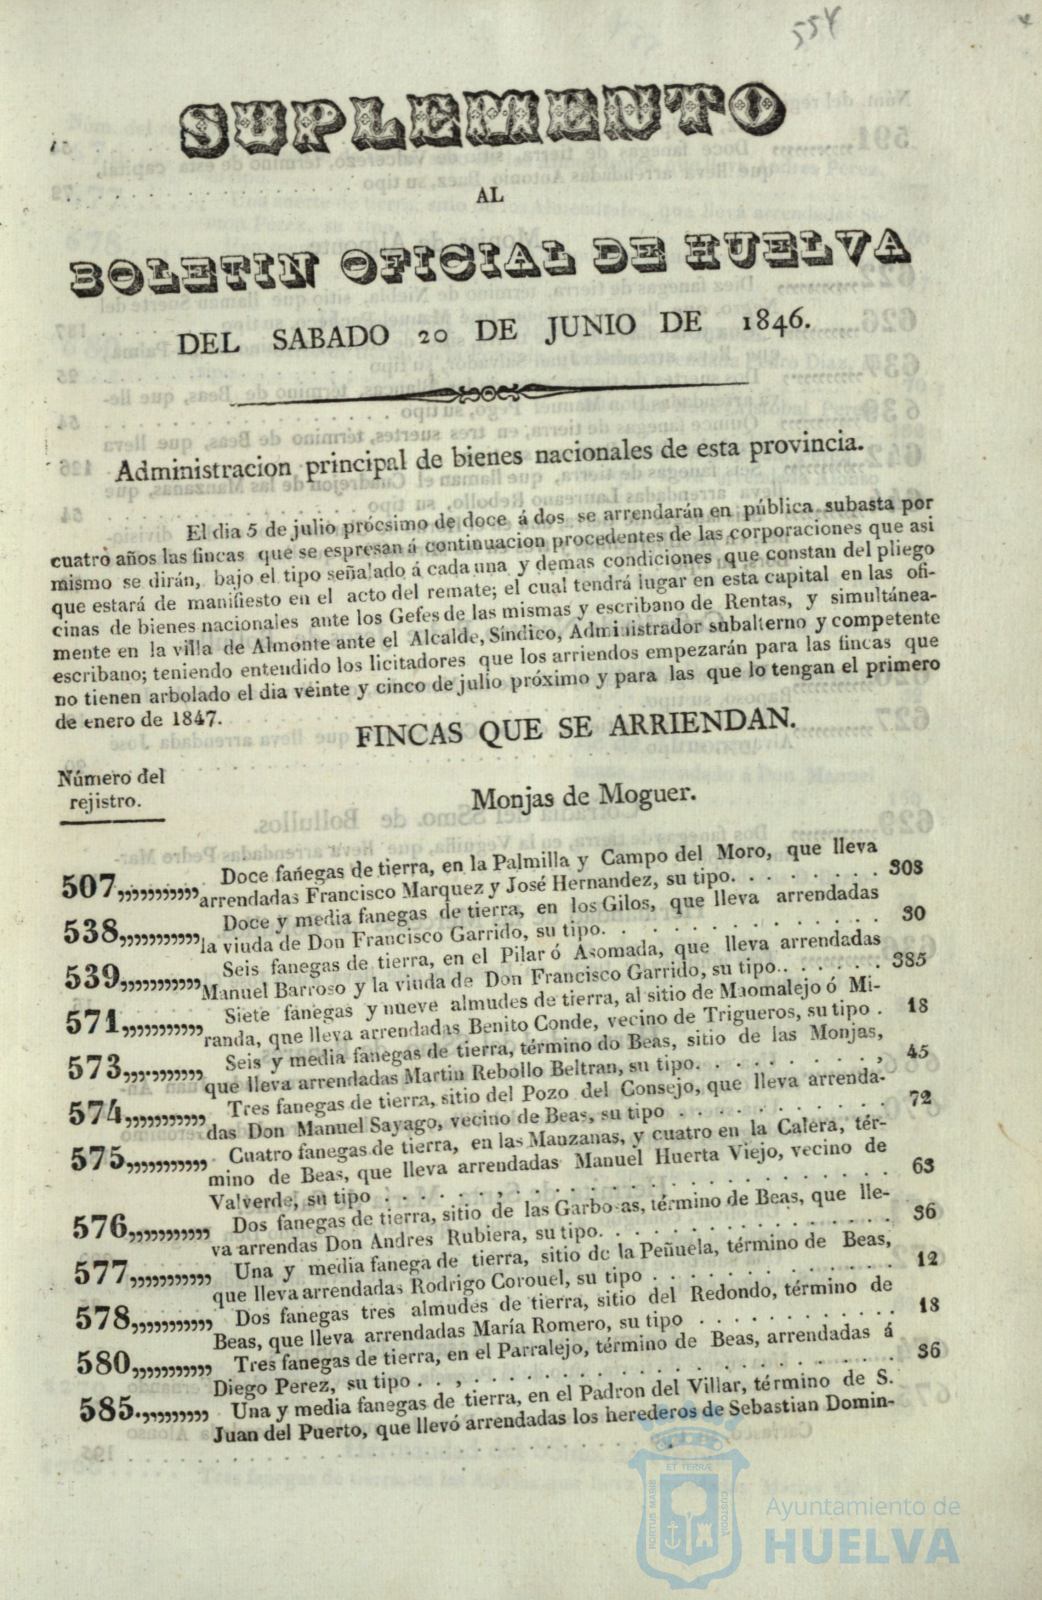 554
SUPLEMENTO
AL
BOLETIN OFICIAL DE HUELVA
DEL SABADO 20 DE JUNIO DE 1846.
Administracion principal de bienes nacionales de esta provincia.
El dia 5 de julio prócsimo de doce á dos se arrendarán en pública subasta por
cuatro años las fincas que se espresan á continuacion procedentes de las corporaciones que asi
mismo se dirán, bajo el tipo señalado á cada una y demas condiciones que constan del pliego
que estará de manifiesto en el acto del remate; el cual tendrá lugar en esta capital en las ofi-
cinas de bienes nacionales ante los Gefes de las mismas y escribano de Rentas, y simultánea-
mente en la villa de Almonte ante el Alcalde, Síndico, Administrador subalterno y competente
escribano; teniendo entendido los licitadores que los arriendos empezarán para las fincas que
no tienen arbolado el dia veinte y cinco de julio próximo y para las que lo tengan el primero
de enero de 1847.
FINCAS QUE SE ARRIENDAN.
Número del
rejistro.
Monjas de Moguer.
Doce fanegas de tierra, en la Palmilla y Campo del Moro, que lleva
507,,,,,,,,,,, arrendadas Francisco Marquez y José Hernandez, su tipo. . . . . . . . 303
Doce y media fanegas de tierra, en los Gilos, que lleva arrendadas
538,,,,,,,,,,, la viuda de Don Francisco Garrido, su tipo. . . . . . . . . . . . 30
Seis fanegas de tierra, en el Pilar ó Asomada, que lleva arrendadas
539,,,,,,,,,,, Manuel Barroso y la viuda de Don Francisco Garrido, su tipo. . . . . . . 385
Siete fanegas y nueve almudes de tierra, al sitio de Maomalejo ó Mi-
571,,,,,,,,,,, randa, que lleva arrendadas Benito Conde, vecino de Trigueros, su tipo . 18
Seis y media fanegas de tierra, término do Beas, sitio de las Monjas,
573,,,.,,,,,,, que lleva arrendadas Martin Rebollo Beltran, su tipo. . . . . . . . , 45
Tres fanegas de tierra, sitio del Pozo del Consejo, que lleva arrenda-
574,,,,,,,,,,, das Don Manuel Sayago, vecino de Beas, su tipo . . . . . . . . . . 72
Cuatro fanegas de tierra, en las Manzanas, y cuatro en la Calera, tér-
575,,,,,,,,,,, mino de Beas, que lleva arrendadas Manuel Huerta Viejo, vecino de
Valverde, su tipo . . . . . , . . . . . . . . . . . . . . . . . 63
Dos fanegas de tierra, sitio de las Garbosas, término de Beas, que lle-
576,,,,,,,,,,, va arrendas Don Andres Rubiera, su tipo. . . . . . . . . . . . . 36
Una y media fanega de tierra, sitio de la Peñuela, término de Beas,
577,,,,,,,,,,, que lleva arrendadas Rodrigo Corouel, su tipo . . . . . . . . . . . 12
Dos fanegas tres almudes de tierra, sitio del Redondo, término de
578,,,,,,,,,,, Beas, que lleva arrendadas María Romero, su tipo . . . . . . . . . 18
Tres fanegas de tierra, en el Parralejo, término de Beas, arrendadas á
580,,,,,,,,,,, Diego Perez, su tipo . . , . . . . . . . . . . . . . . . . . . 36
Una y media fanegas de tierra, en el Padron del Villar, término de S.
585.,,,,,,,,, Juan del Puerto, que llevó arrendadas los herederos de Sebastian Domin-
ET TERRÆ
PORTUS MARIS
CUSTODIA
Ayuntamiento de
HUELVA